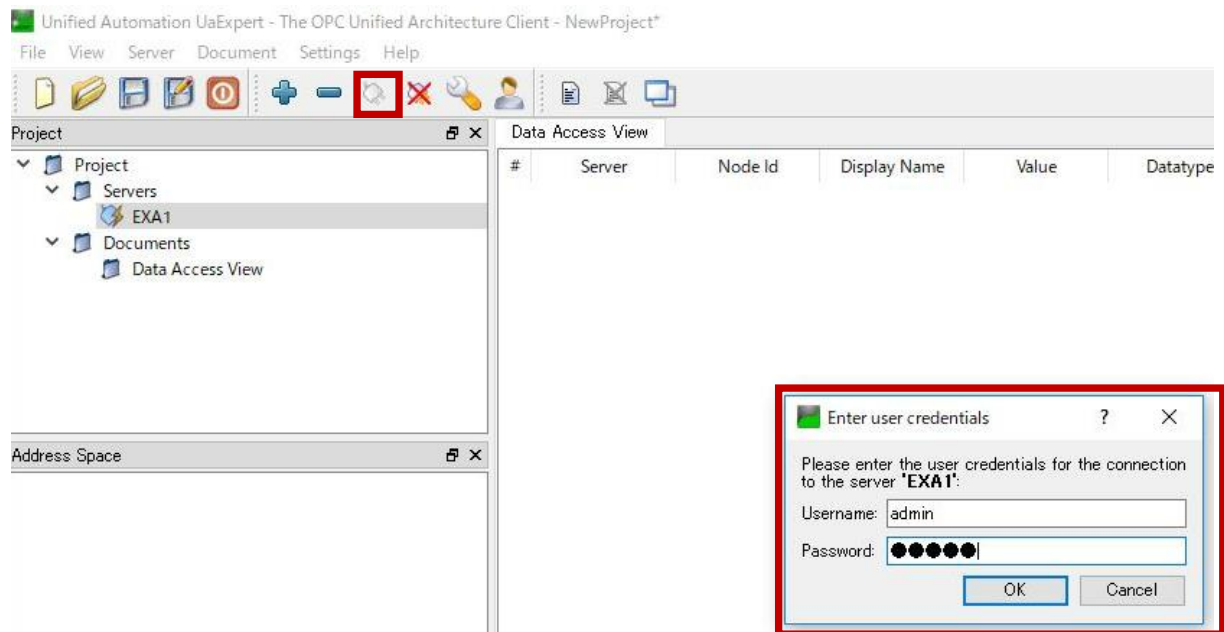 Unified Automation UaExpert - The OPC Unified Architecture Client - NewProject*
File View Server Document Settings Help
Project
Data Access View
Project
Servers
EXA1
Documents
Data Access View
# Server Node Id Display Name Value Datatype
Address Space
Enter user credentials ?
Please enter the user credentials for the connection
to the server 'EXA1':
Username: admin
Password: ●●●●●
OK Cancel